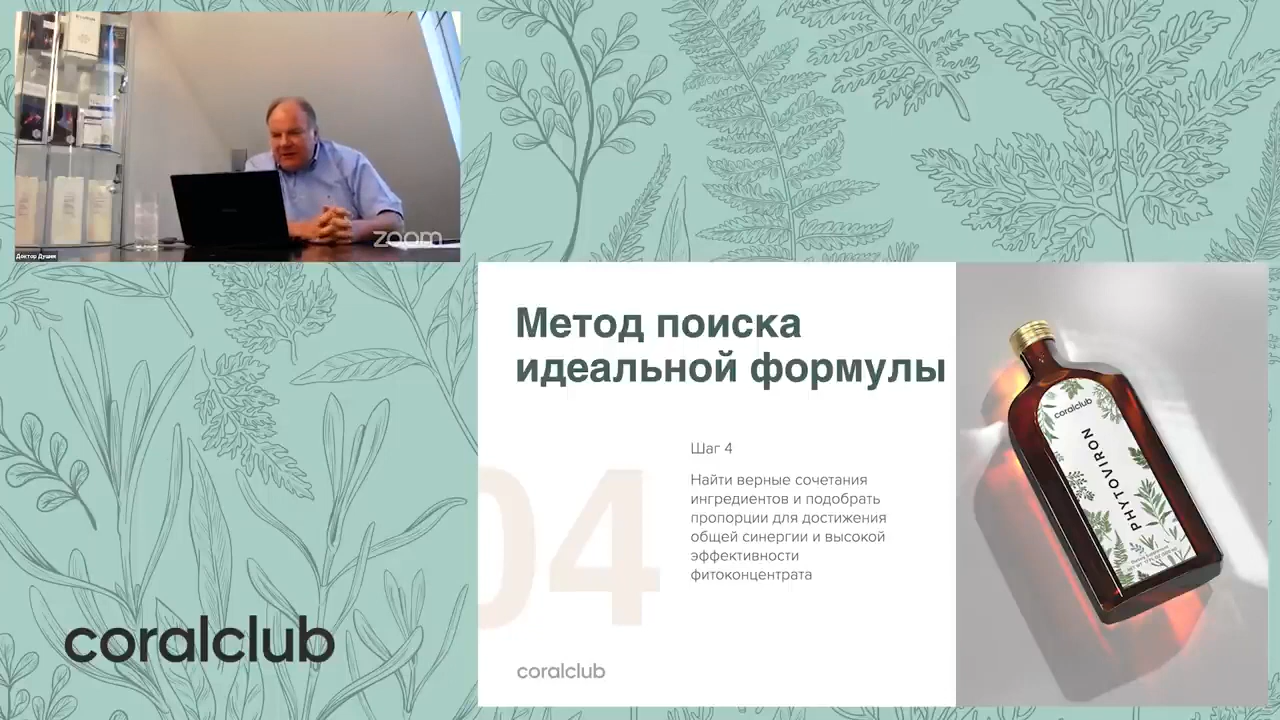 zoom
Доктор Душин
Метод поиска
идеальной формулы
Шаг 4
04
Найти верные сочетания
ингредиентов и подобрать
пропорции для достижения
общей синергии и высокой
эффективности
фитоконцентрата
coralclub
coralclub
PHYTOVIRON
coralclub